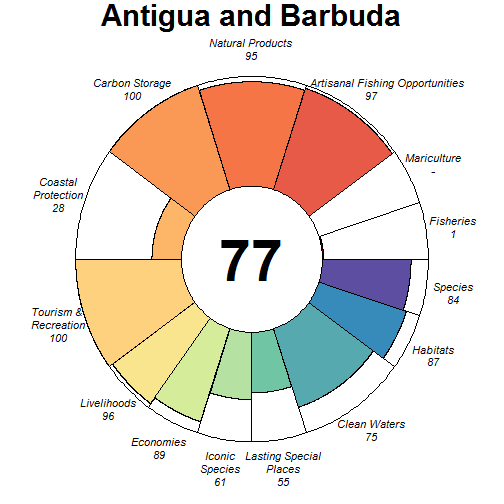 Antigua and Barbuda
Natural Products
95
Carbon Storage
100
Artisanal Fishing Opportunities
97
Mariculture
-
Coastal
Protection
28
Fisheries
1
77
Species
84
Tourism &
Recreation
100
Habitats
87
Livelihoods
96
Clean Waters
75
Economies
89
Iconic
Species
61
Lasting Special
Places
55